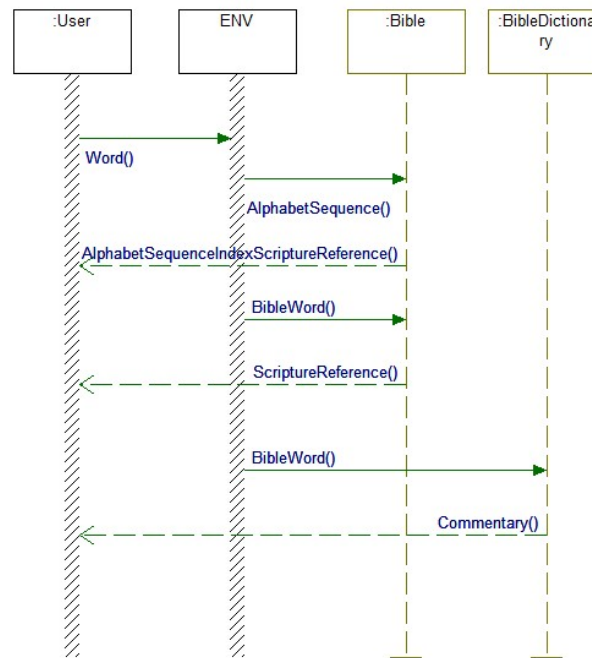 :User
ENV
:Bible
:BibleDictiona
ry
Word()
AlphabetSequence()
AlphabetSequenceIndexScriptureReference()
BibleWord()
ScriptureReference()
BibleWord()
Commentary()